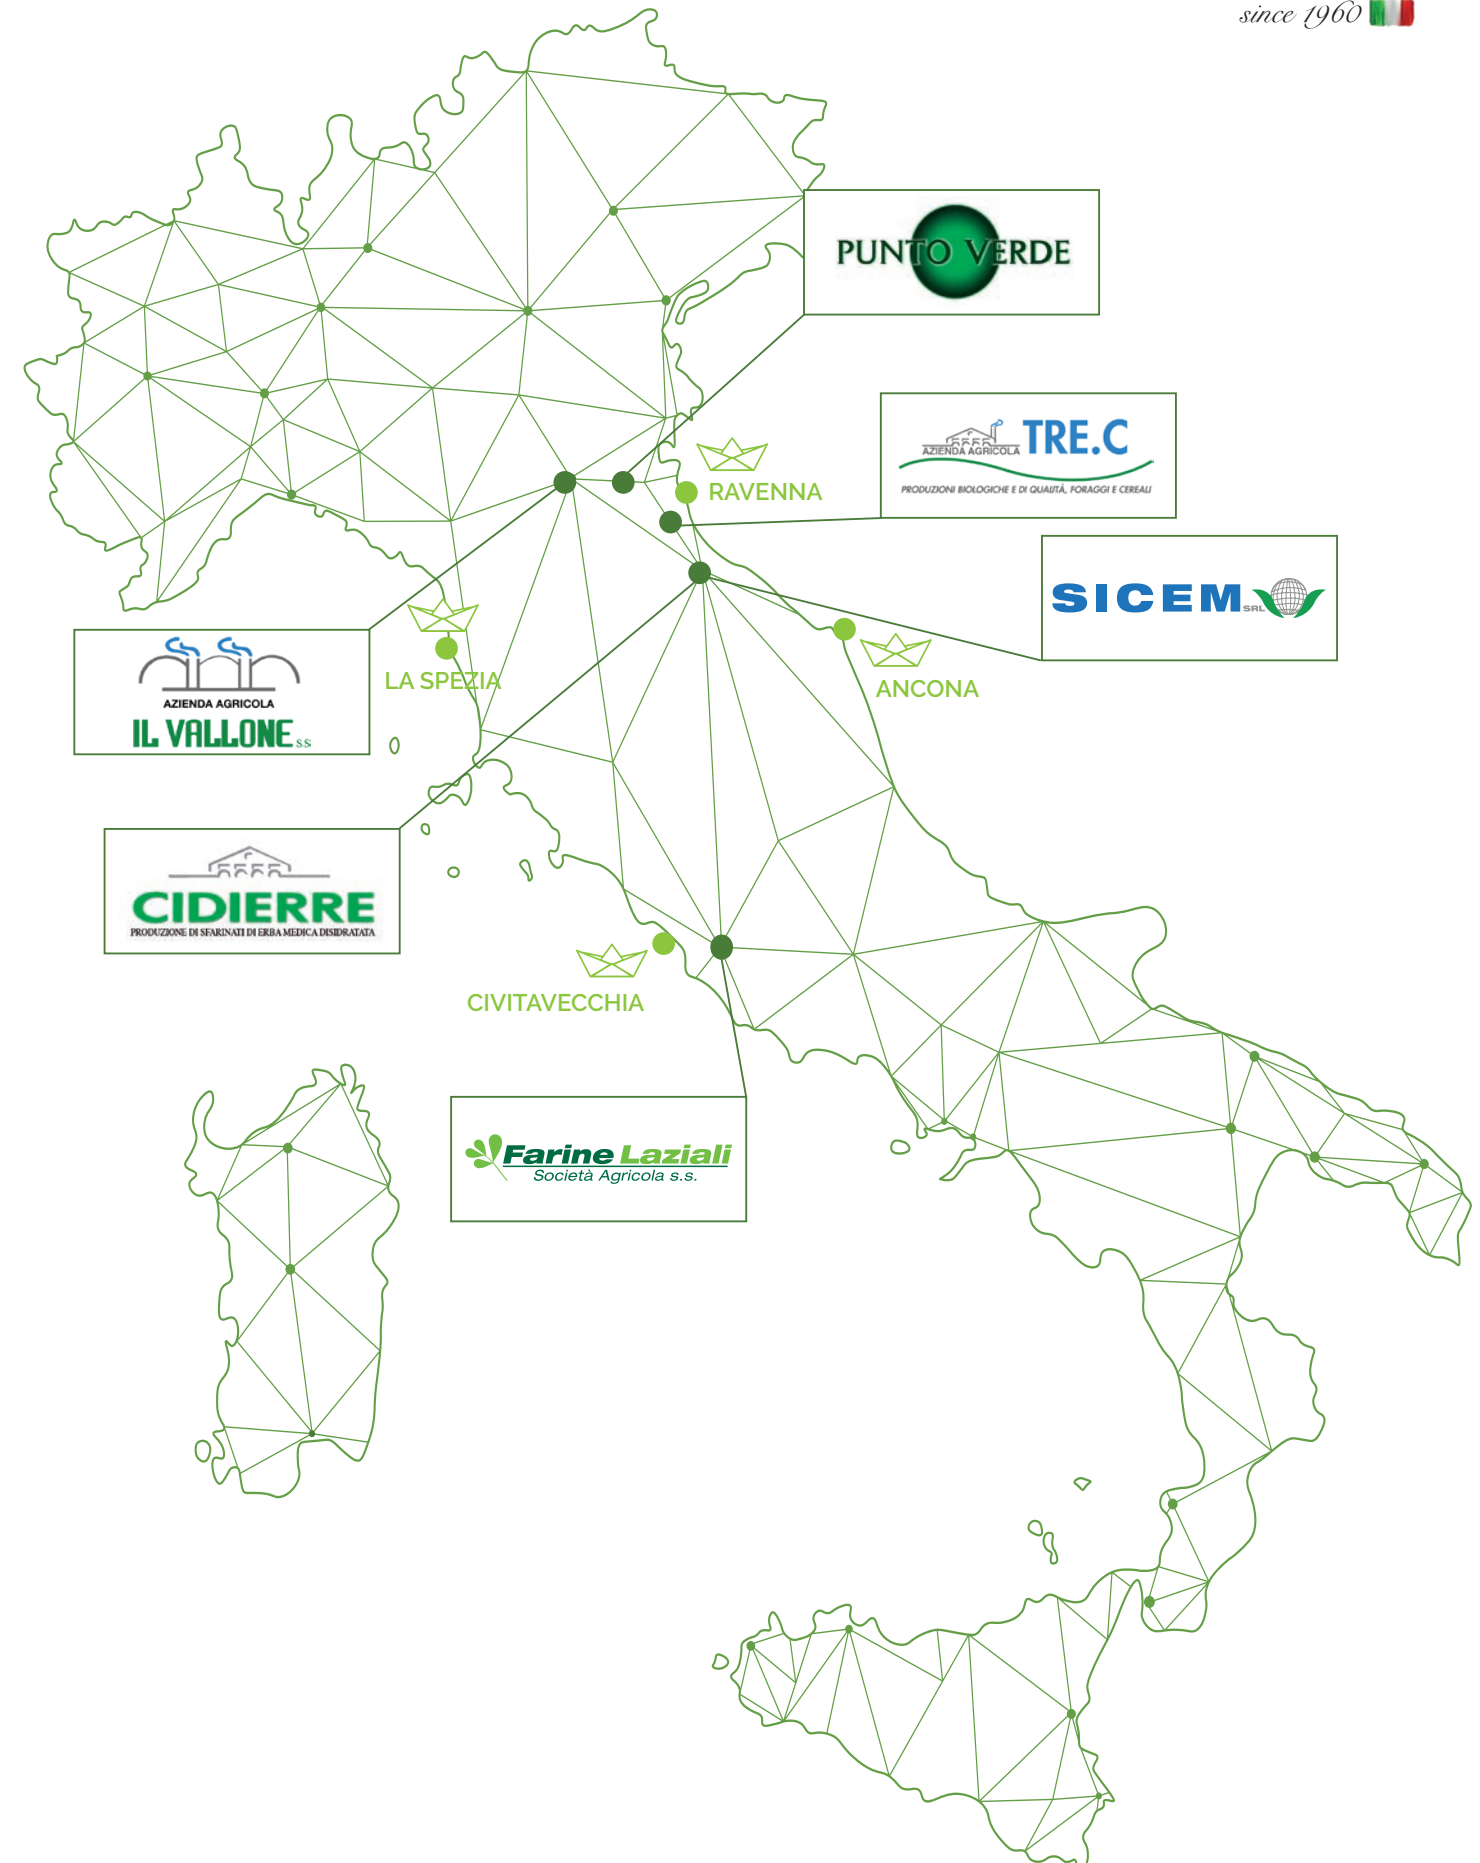 since 1960
PUNTO VERDE
AZIENDA AGRICOLA TRE.C
PRODUZIONI BIOLOGICHE E DI QUALITÀ, FORAGGI E CEREALI
RAVENNA
SICEM SRL
LA SPEZIA
ANCONA
AZIENDA AGRICOLA
IL VALLONE S.S.
CIDIERRE
PRODUZIONE DI SFARINATI DI ERBA MEDICA DISIDRATATA
CIVITAVECCHIA
Farine Laziali
Società Agricola s.s.